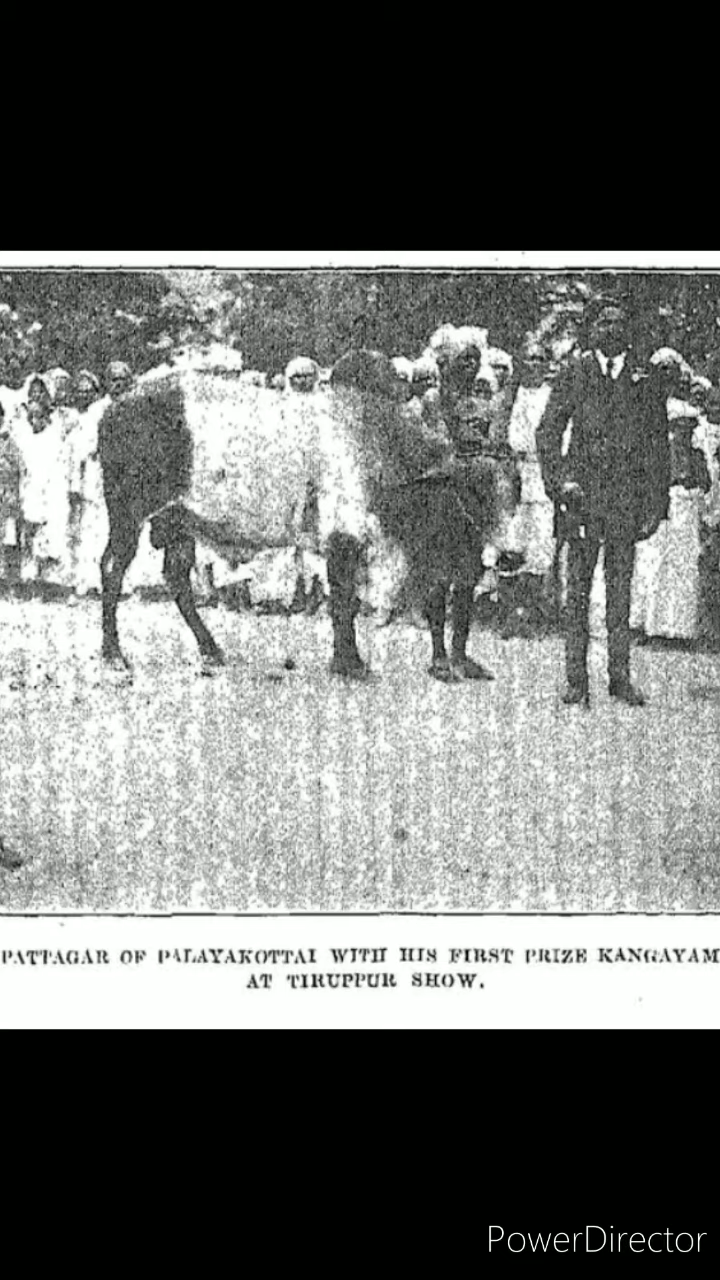 PATTAGAR OF PALAYAKOTTAI WITH HIS FIRST PRIZE KANGAYAM
AT TIRUPPUR SHOW.
PowerDirector